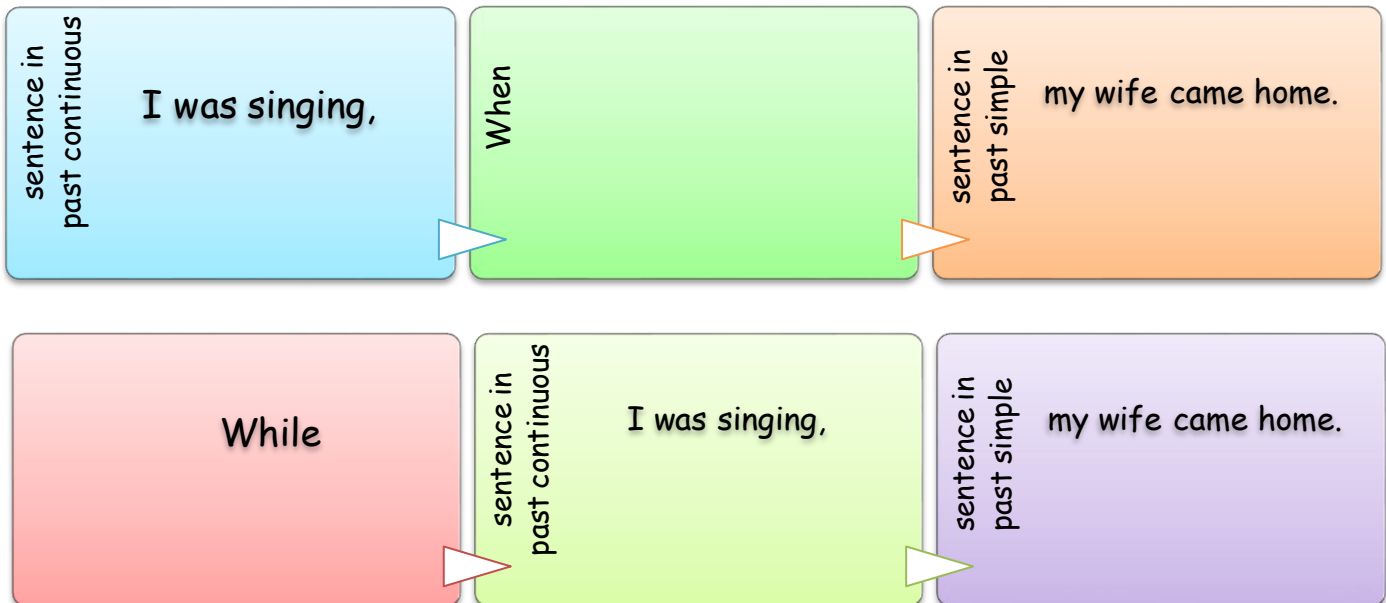 sentence in
past continuous
I was singing,
When
sentence in
past simple
my wife came home.
While
sentence in
past continuous
I was singing,
sentence in
past simple
my wife came home.